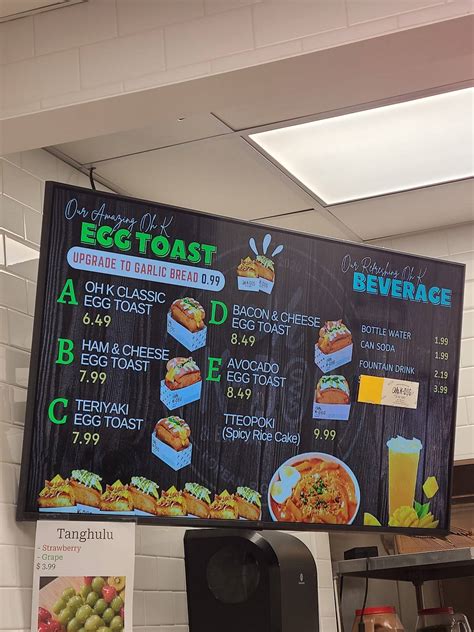 Our Amazing Oh K
EGG TOAST
UPGRADE TO GARLIC BREAD 0.99
A OH K CLASSIC
EGG TOAST
6.49
B HAM & CHEESE
EGG TOAST
7.99
C TERIYAKI
EGG TOAST
7.99
D BACON & CHEESE
EGG TOAST
8.49
E AVOCADO
EGG TOAST
8.49
TTEOPOKI
(Spicy Rice Cake) 9.99
Our Refreshing Oh K
BEVERAGE
BOTTLE WATER 1.99
CAN SODA 1.99
FOUNTAIN DRINK 2.19
3.99
Tanghulu
- Strawberry
- Grape
$ 3.99